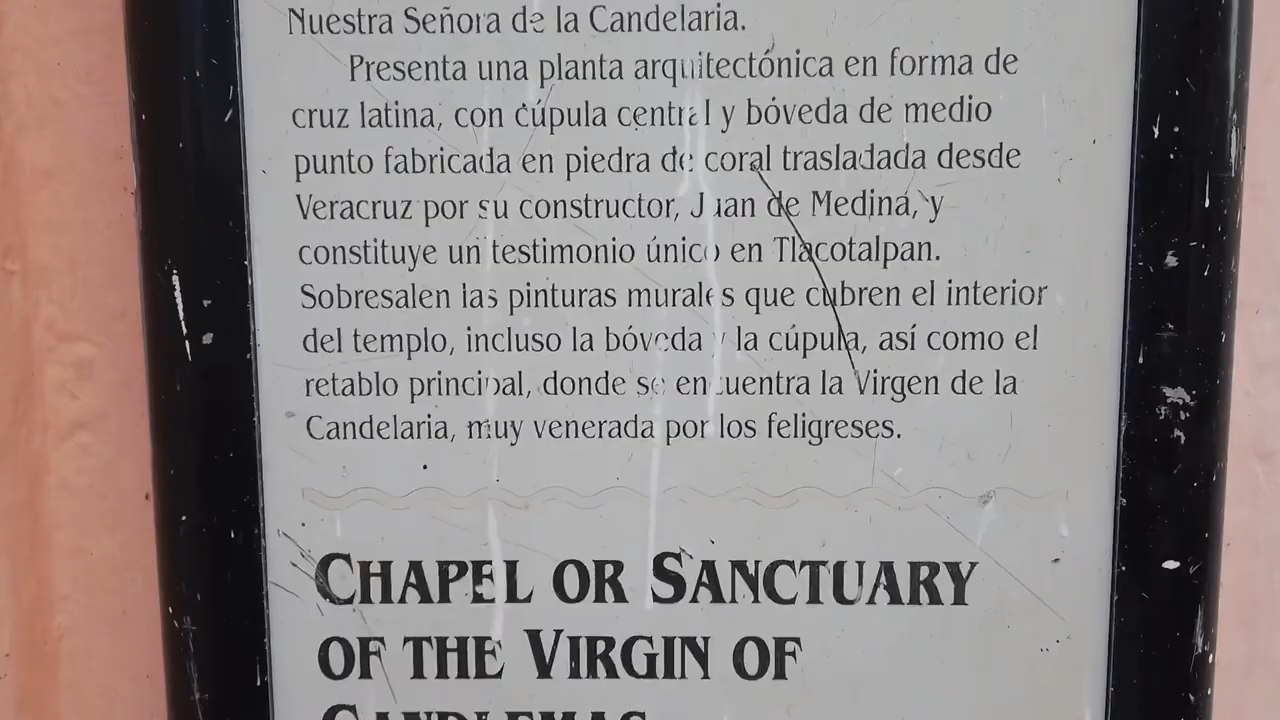 Nuestra Señora de la Candelaria.
Presenta una planta arquitectónica en forma de
cruz latina, con cúpula central y bóveda de medio
punto fabricada en piedra de coral trasladada desde
Veracruz por su constructor, Juan de Medina, y
constituye un testimonio único en Tlacotalpan.
Sobresalen las pinturas murales que cubren el interior
del templo, incluso la bóveda y la cúpula, así como el
retablo principal, donde se encuentra la Virgen de la
Candelaria, muy venerada por los feligreses.
CHAPEL OR SANCTUARY
OF THE VIRGIN OF
CANDLEMAS